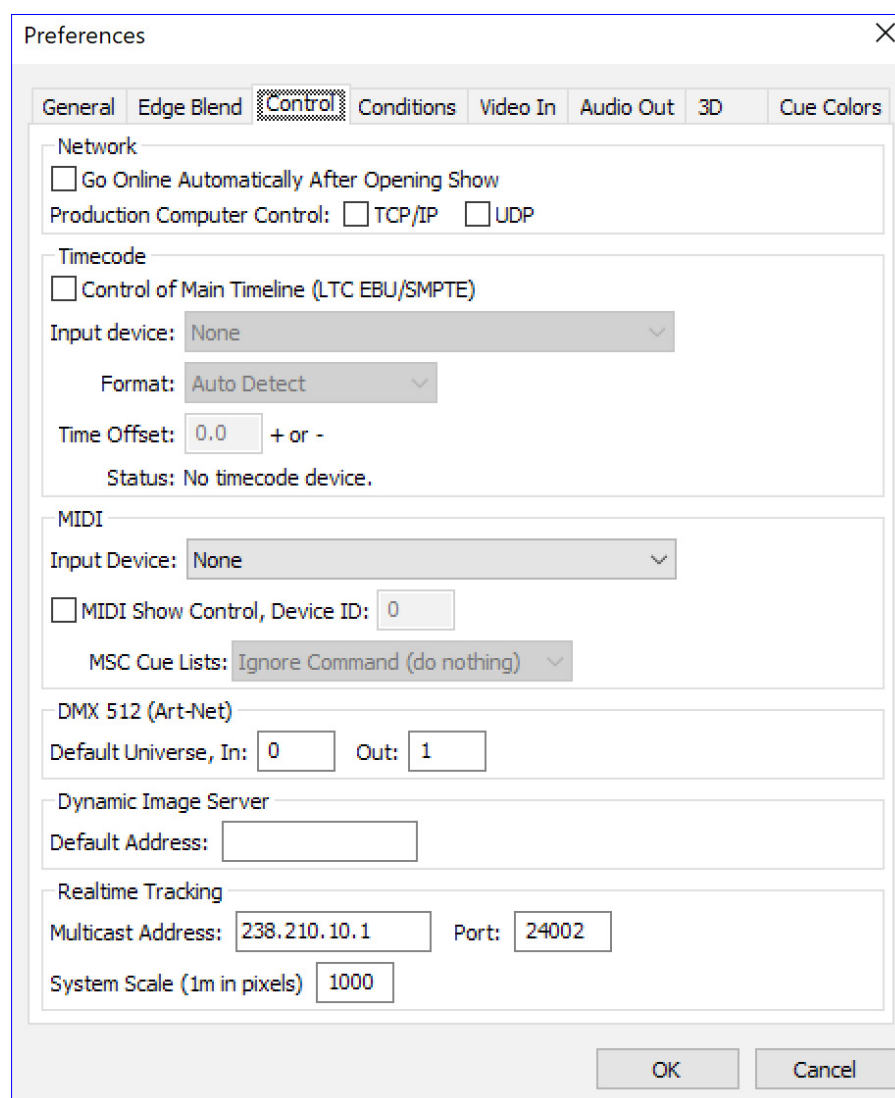 Preferences
General Edge Blend Control Conditions Video In Audio Out 3D Cue Colors
Network
Go Online Automatically After Opening Show
Production Computer Control: TCP/IP UDP
Timecode
Control of Main Timeline (LTC EBU/SMPTE)
Input device: None
Format: Auto Detect
Time Offset: 0.0 + or -
Status: No timecode device.
MIDI
Input Device: None
MIDI Show Control, Device ID: 0
MSC Cue Lists: Ignore Command (do nothing)
DMX 512 (Art-Net)
Default Universe, In: 0 Out: 1
Dynamic Image Server
Default Address:
Realtime Tracking
Multicast Address: 238.210.10.1 Port: 24002
System Scale (1m in pixels) 1000
OK Cancel